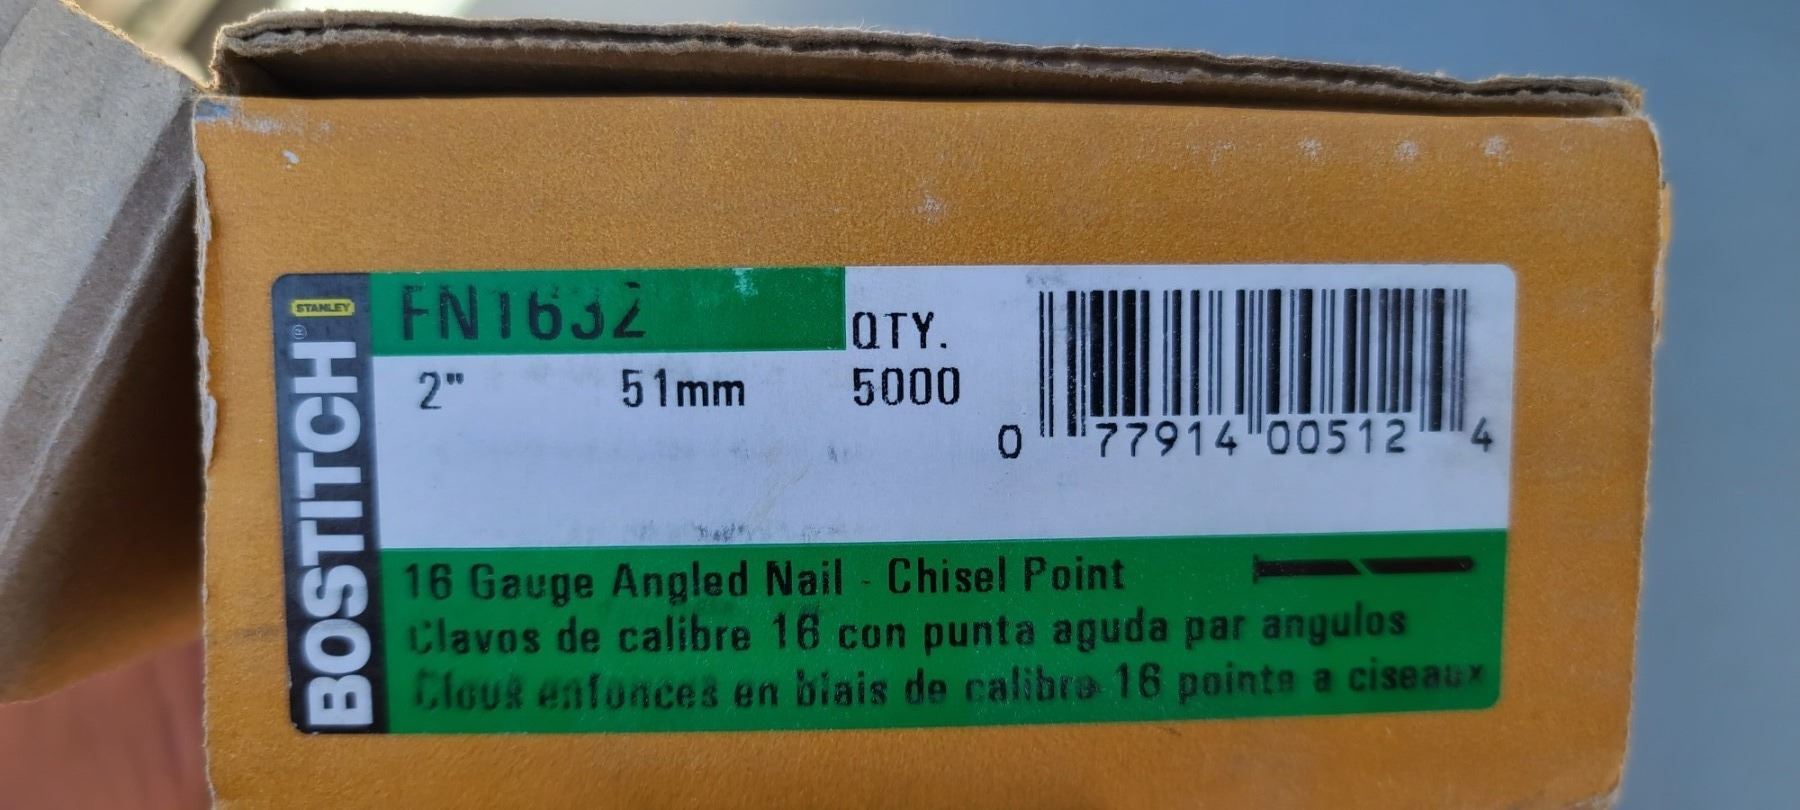 STANLEY
BOSTITCH®
FN1632
QTY.
2" 51mm 5000
0 77914 00512 4
16 Gauge Angled Nail - Chisel Point
Clavos de calibre 16 con punta aguda par angulos
Clous enfonces en biais de calibre 16 pointe a ciseaux